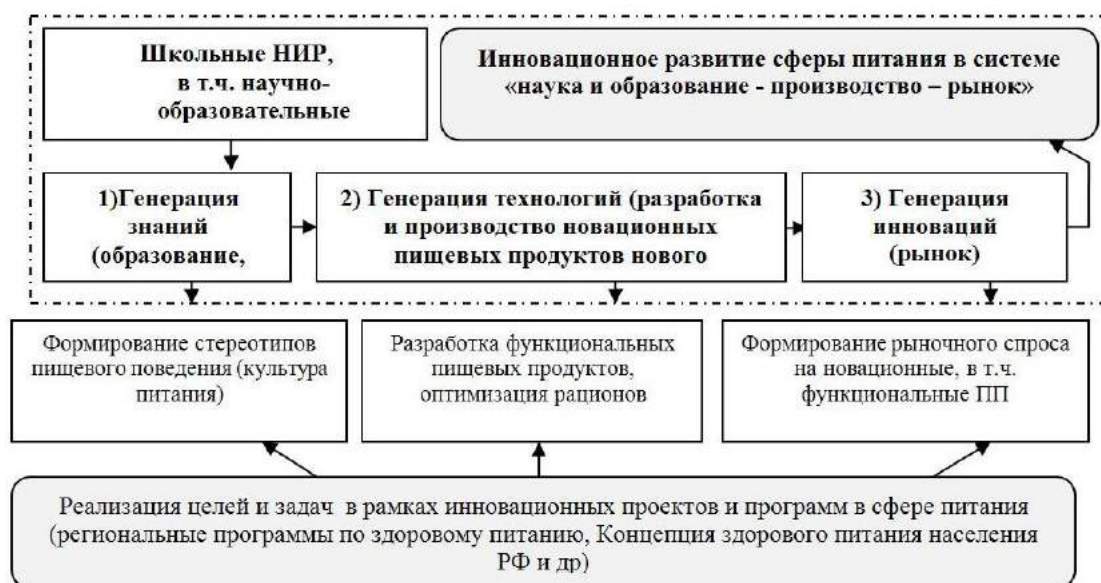 Школьные НИР,
в т.ч. научно-
образовательные
Инновационное развитие сферы питания в системе
«наука и образование - производство – рынок»
1)Генерация
знаний
(образование,
2) Генерация технологий (разработка
и производство новационных
пищевых продуктов нового
3) Генерация
инноваций
(рынок)
Формирование стереотипов
пищевого поведения (культура
питания)
Разработка функциональных
пищевых продуктов,
оптимизация рационов
Формирование рыночного спроса
на новационные, в т.ч.
функциональные ПП
Реализация целей и задач в рамках инновационных проектов и программ в сфере питания
(региональные программы по здоровому питанию, Концепция здорового питания населения
РФ и др)